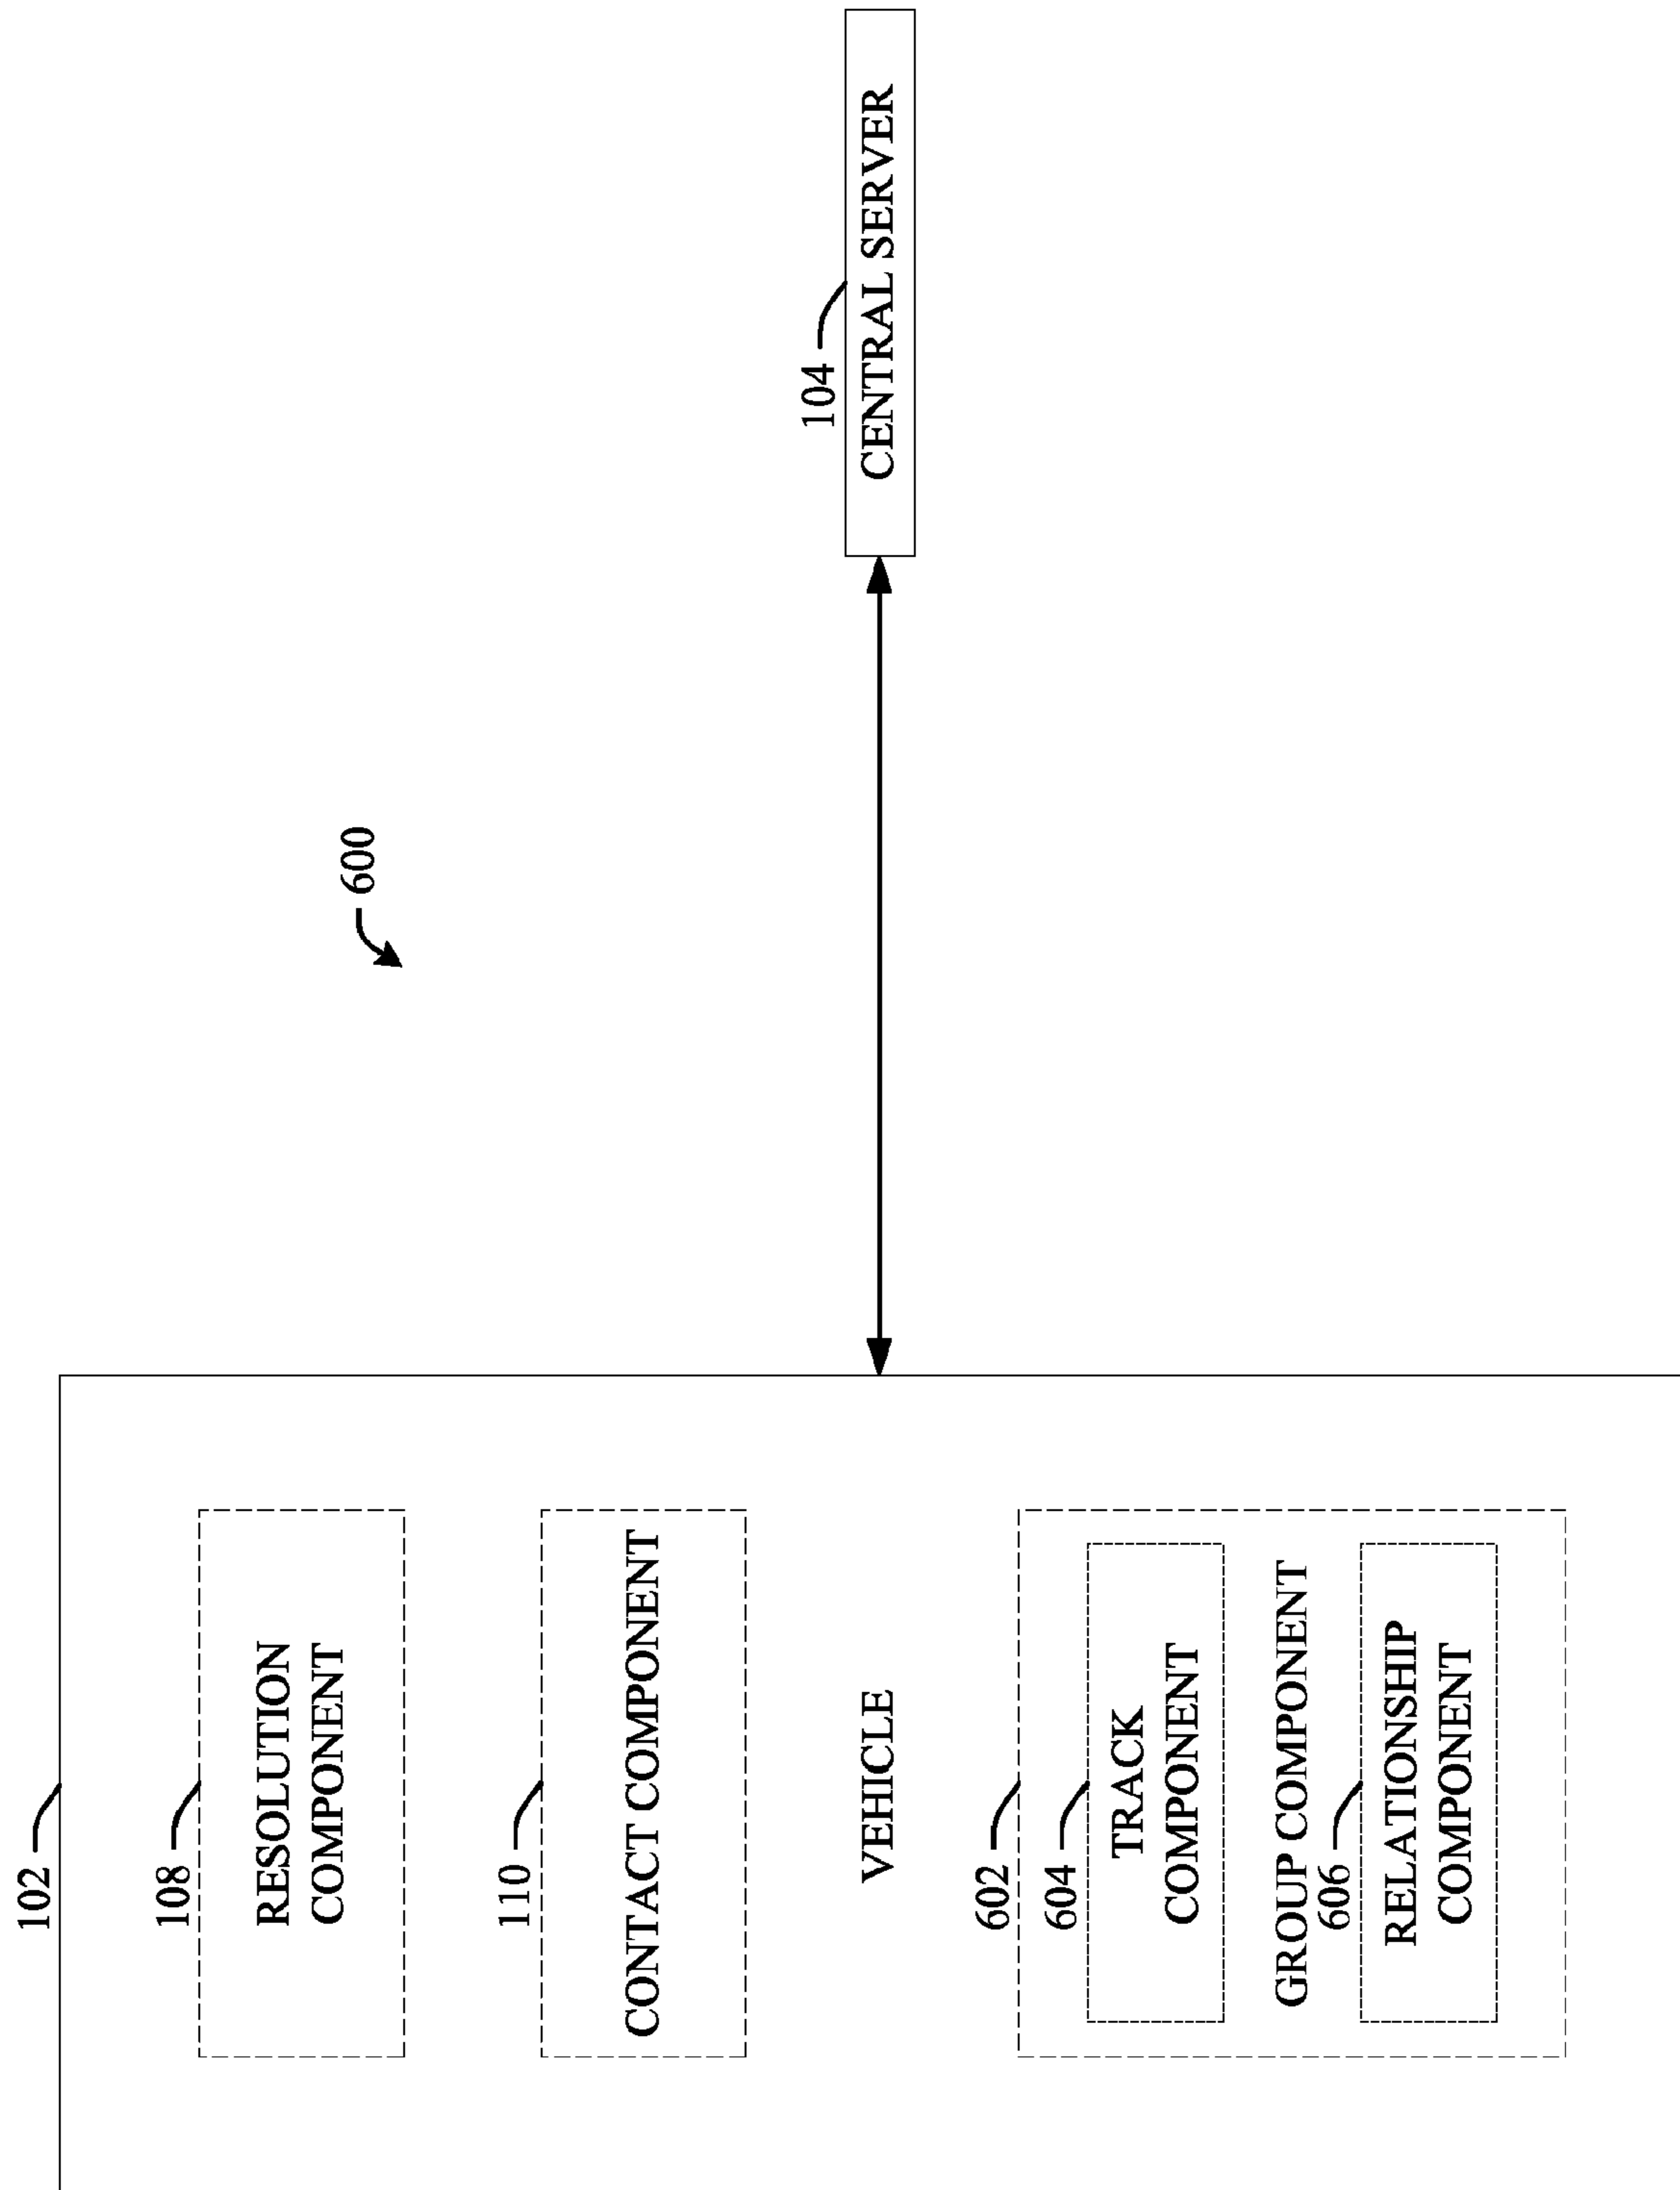 600
102
108
RESOLUTION
COMPONENT
110
CONTACT COMPONENT
VEHICLE
104
CENTRAL SERVER
602
604
TRACK
COMPONENT
GROUP COMPONENT
606
RELATIONSHIP
COMPONENT